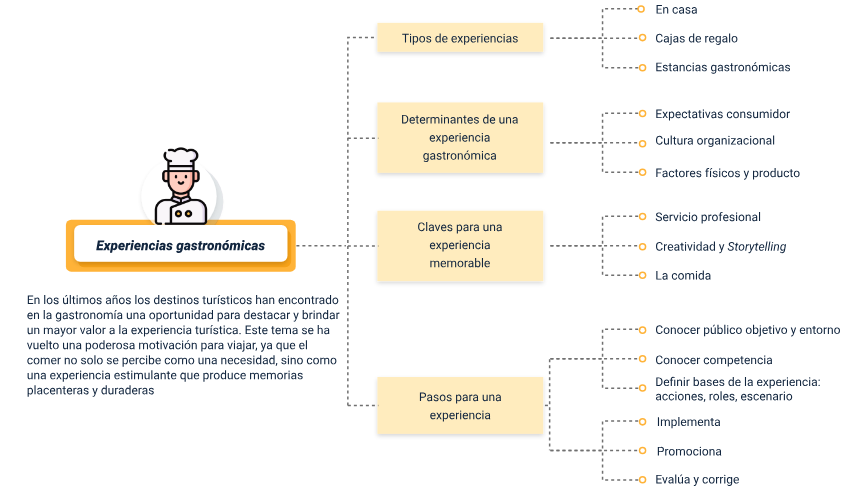 Experiencias gastronómicas
En los últimos años los destinos turísticos han encontrado
en la gastronomía una oportunidad para destacar y brindar
un mayor valor a la experiencia turística. Este tema se ha
vuelto una poderosa motivación para viajar, ya que el
comer no solo se percibe como una necesidad, sino como
una experiencia estimulante que produce memorias
placenteras y duraderas
Tipos de experiencias
En casa
Cajas de regalo
Estancias gastronómicas
Determinantes de una
experiencia
gastronómica
Expectativas consumidor
Cultura organizacional
Factores físicos y producto
Claves para una
experiencia
memorable
Servicio profesional
Creatividad y Storytelling
La comida
Pasos para una
experiencia
Conocer público objetivo y entorno
Conocer competencia
Definir bases de la experiencia:
acciones, roles, escenario
Implementa
Promociona
Evalúa y corrige